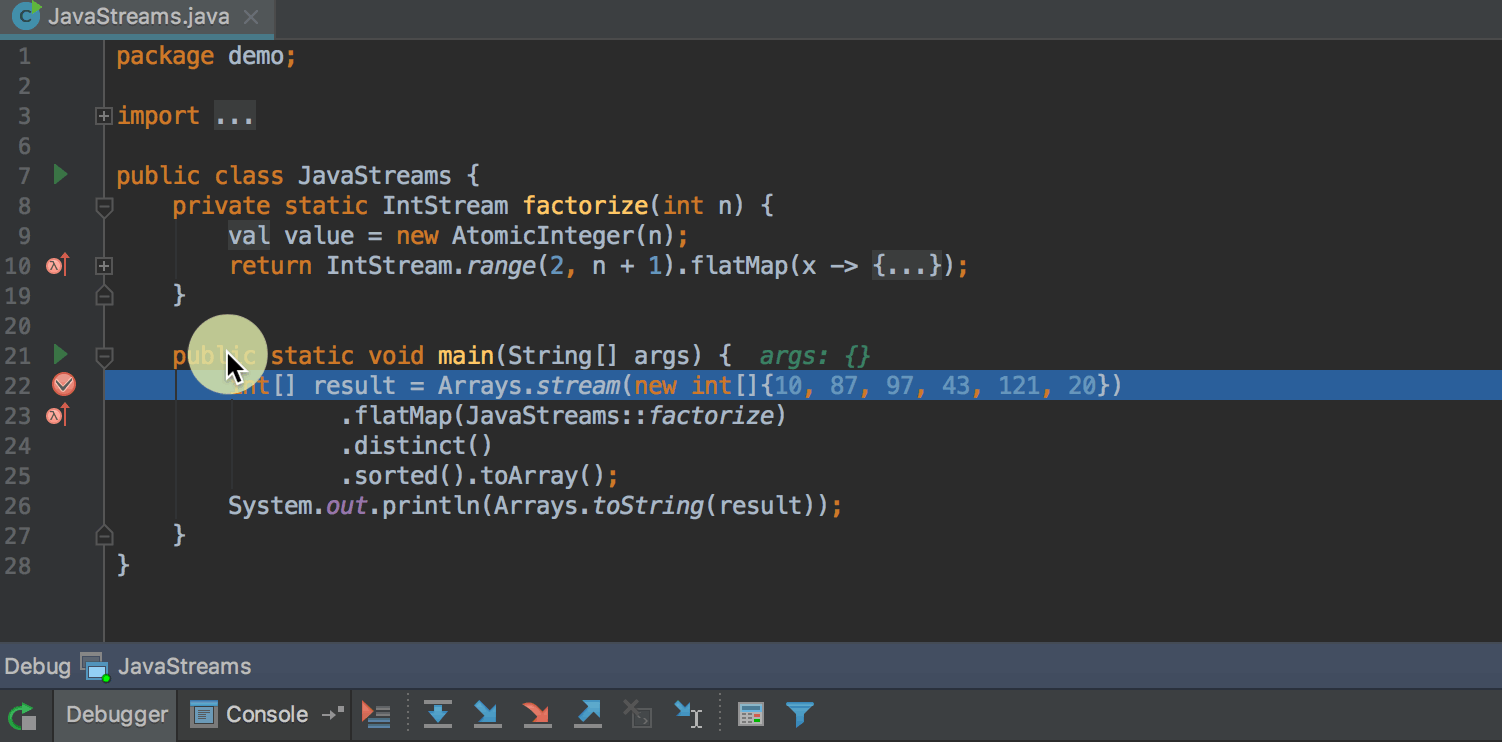 JavaStreams.java
1 package demo;
2
3 import ...
6
7 public class JavaStreams {
8 private static IntStream factorize(int n) {
9 val value = new AtomicInteger(n);
10 return IntStream.range(2, n + 1).flatMap(x -> {...});
19 }
20
21 public static void main(String[] args) { args: {}
22 int[] result = Arrays.stream(new int[]{10, 87, 97, 43, 121, 20})
23 .flatMap(JavaStreams::factorize)
24 .distinct()
25 .sorted().toArray();
26 System.out.println(Arrays.toString(result));
27 }
28 }
Debug JavaStreams
Debugger Console